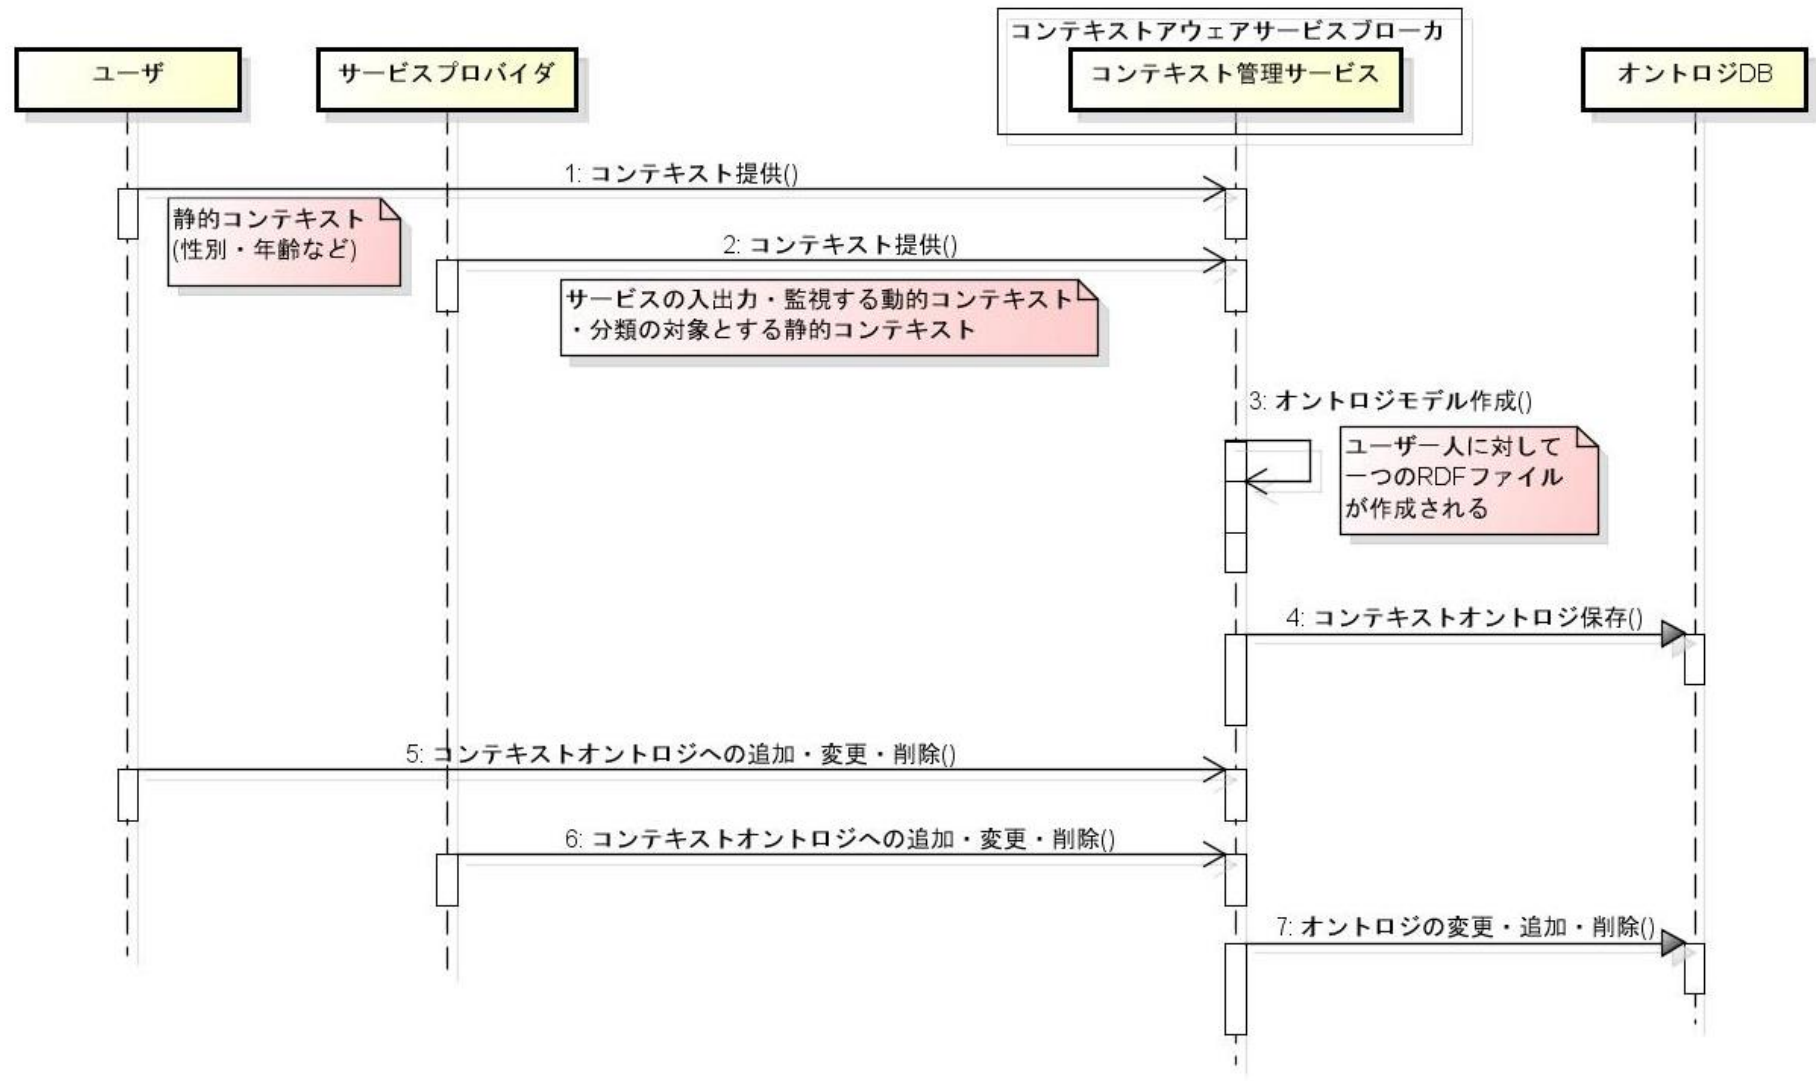 コンテキストアウェアサービスブローカ
ユーザ
サービスプロバイダ
コンテキスト管理サービス
オントロジDB
1: コンテキスト提供()
静的コンテキスト
(性別・年齢など)
2: コンテキスト提供()
サービスの入出力・監視する動的コンテキスト
・分類の対象とする静的コンテキスト
3: オントロジモデル作成()
ユーザー人に対して
一つのRDFファイル
が作成される
4: コンテキストオントロジ保存()
5: コンテキストオントロジへの追加・変更・削除()
6: コンテキストオントロジへの追加・変更・削除()
7: オントロジの変更・追加・削除()